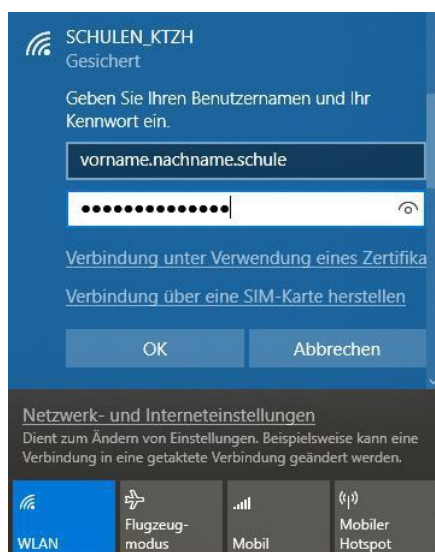 SCHULEN_KTZH
Gesichert
Geben Sie Ihren Benutzernamen und Ihr
Kennwort ein.
vorname.nachname.schule
●●●●●●●●●●●●●●
Verbindung unter Verwendung eines Zertifika
Verbindung über eine SIM-Karte herstellen
OK Abbrechen
Netzwerk- und Interneteinstellungen
Dient zum Ändern von Einstellungen. Beispielsweise kann eine
Verbindung in eine getaktete Verbindung geändert werden.
WLAN
Flugzeug-
modus
Mobil
Mobiler
Hotspot